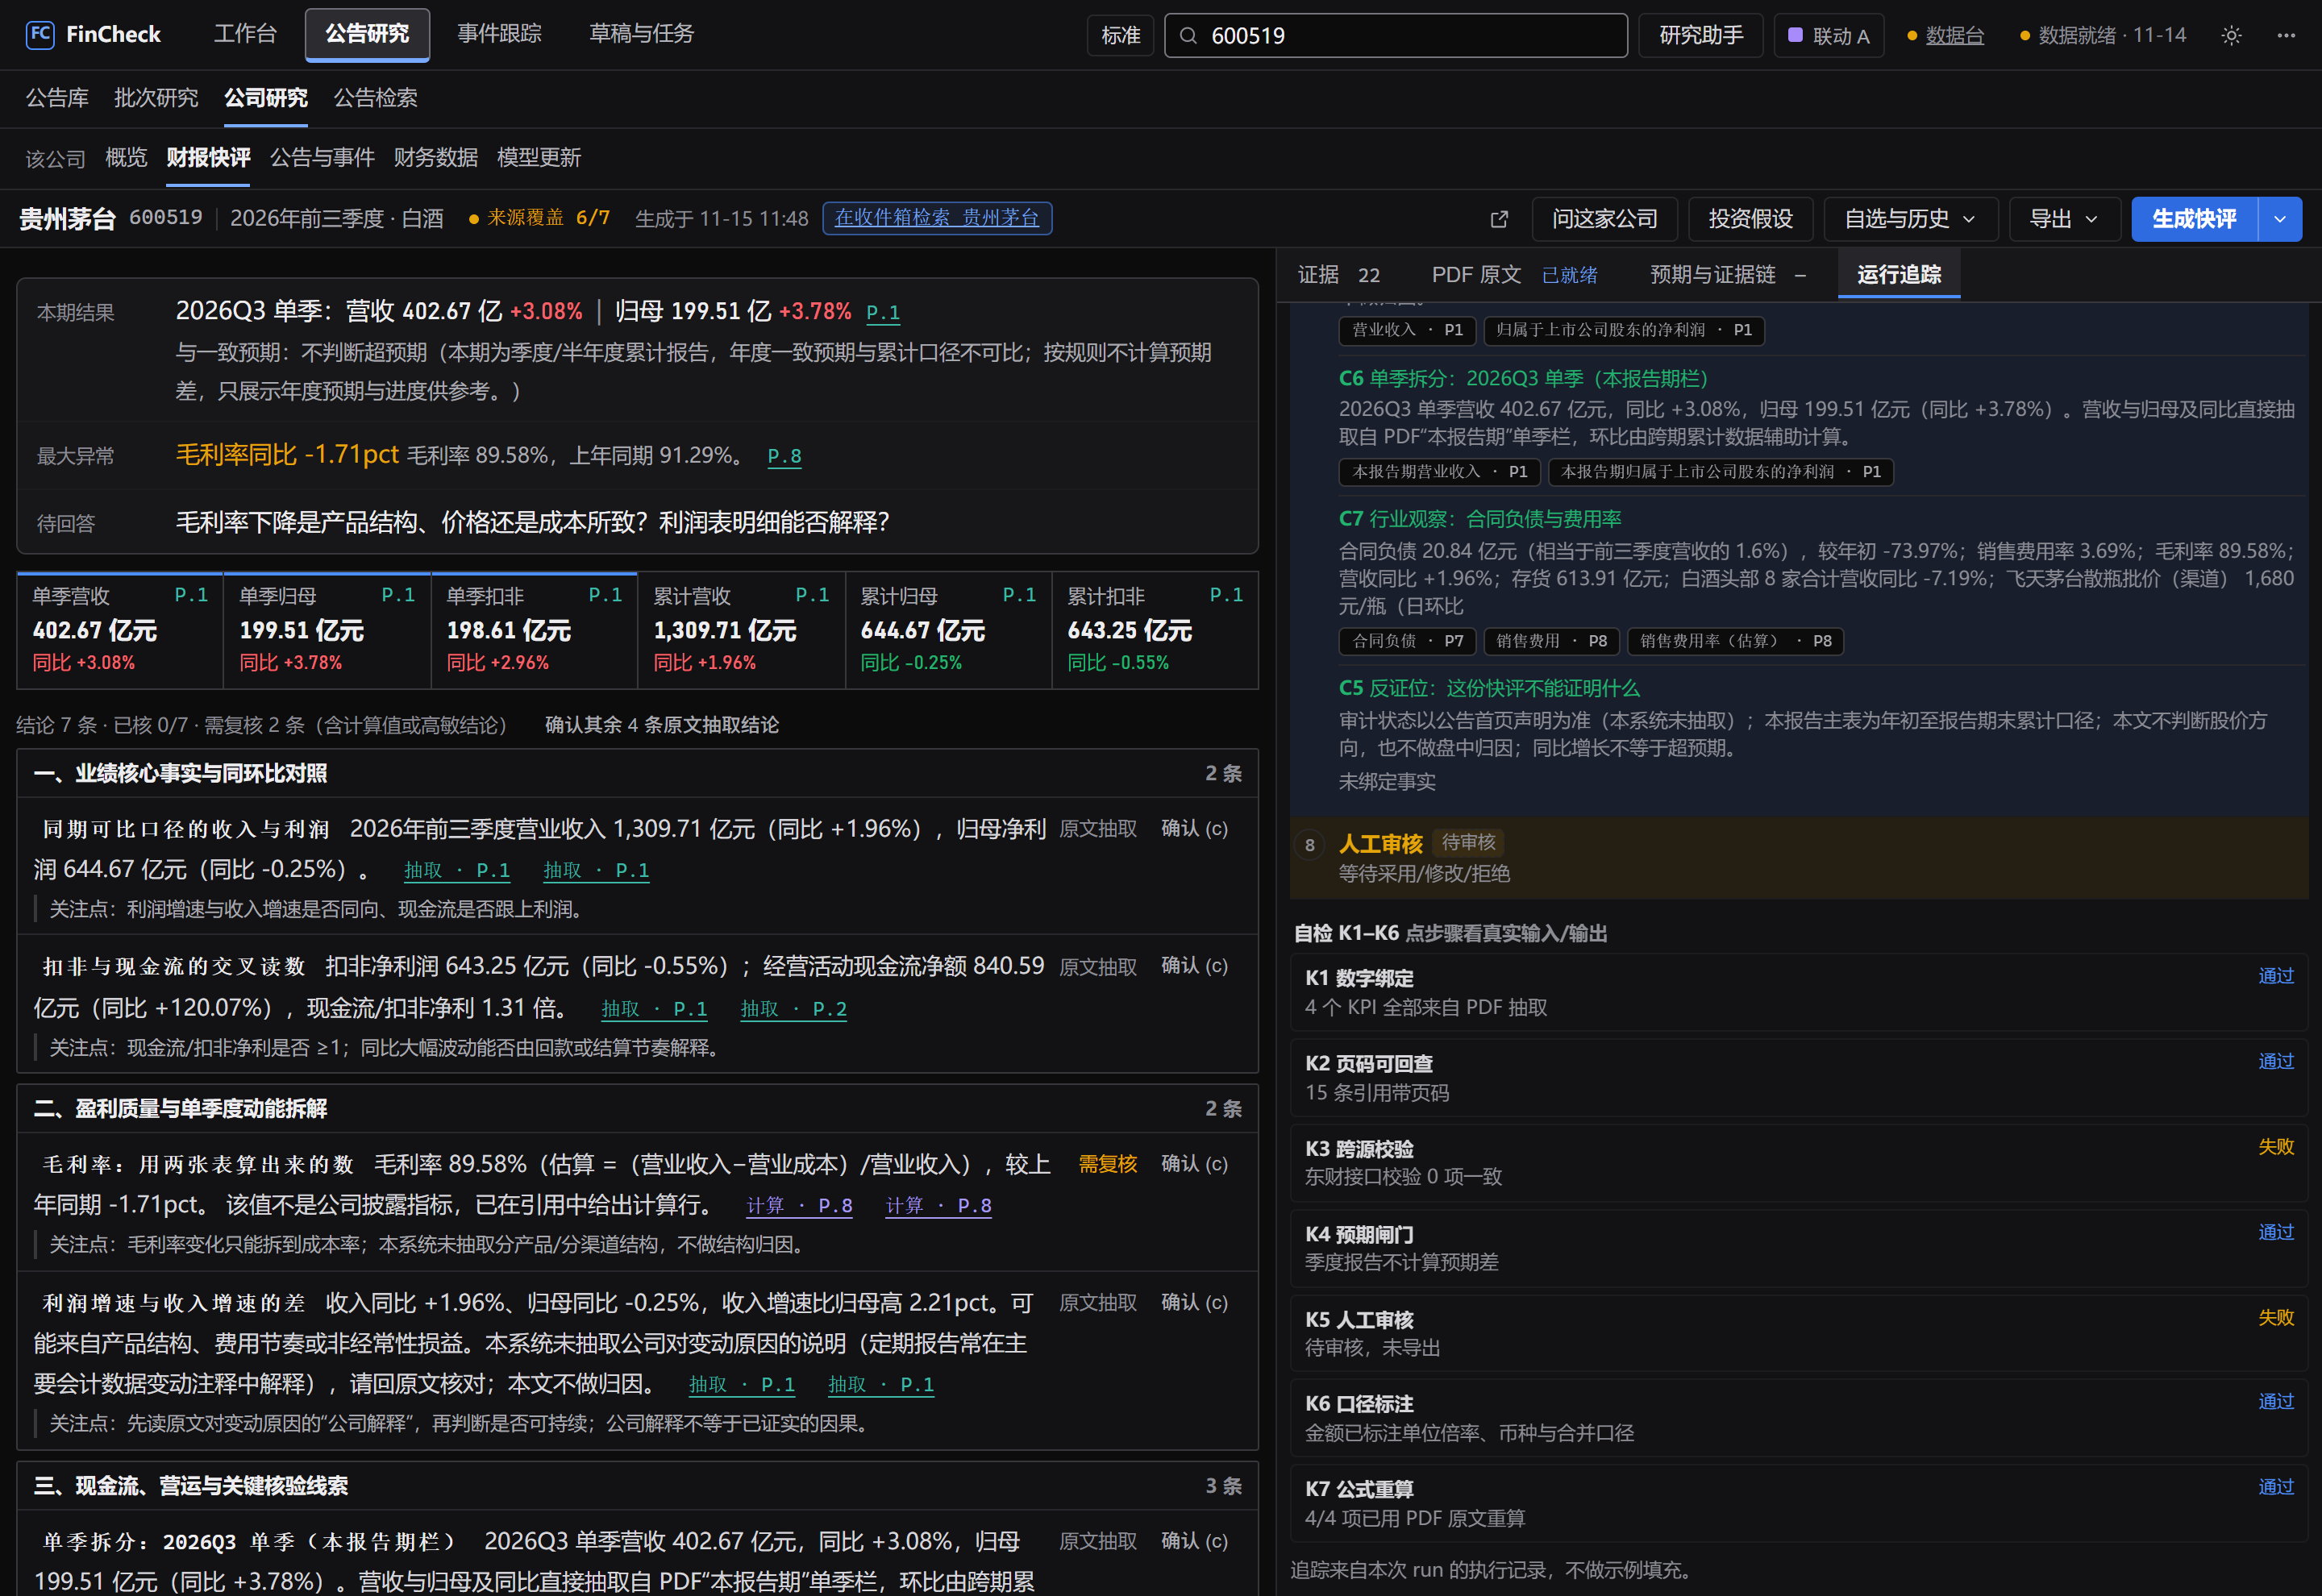 FC FinCheck 工作台 公告研究 事件跟踪 草稿与任务 标准 600519 研究助手 联动 A 数据台 数据就绪 · 11-14
公告库 批次研究 公司研究 公告检索
该公司 概览 财报快评 公告与事件 财务数据 模型更新
贵州茅台 600519 2026年前三季度 · 白酒 来源覆盖 6/7 生成于 11-15 11:48 在收件箱检索 贵州茅台 问这家公司 投资假设 自选与历史 导出 生成快评
本期结果 2026Q3 单季：营收 402.67 亿 +3.08% | 归母 199.51 亿 +3.78% P.1
与一致预期：不判断超预期（本期为季度/半年度累计报告，年度一致预期与累计口径不可比；按规则不计算预期
差，只展示年度预期与进度供参考。）
最大异常 毛利率同比 -1.71pct 毛利率 89.58%，上年同期 91.29%。 P.8
待回答 毛利率下降是产品结构、价格还是成本所致？利润表明细能否解释？
单季营收 P.1 单季归母 P.1 单季扣非 P.1 累计营收 P.1 累计归母 P.1 累计扣非 P.1
402.67 亿元 199.51 亿元 198.61 亿元 1,309.71 亿元 644.67 亿元 643.25 亿元
同比 +3.08% 同比 +3.78% 同比 +2.96% 同比 +1.96% 同比 -0.25% 同比 -0.55%
结论 7 条 · 已核 0/7 · 需复核 2 条（含计算值或高敏结论） 确认其余 4 条原文抽取结论
一、业绩核心事实与同环比对照 2 条
同期可比口径的收入与利润 2026年前三季度营业收入 1,309.71 亿元（同比 +1.96%），归母净利 原文抽取 确认 (c)
润 644.67 亿元（同比 -0.25%）。 抽取 · P.1 抽取 · P.1
关注点：利润增速与收入增速是否同向、现金流是否跟上利润。
扣非与现金流的交叉读数 扣非净利润 643.25 亿元（同比 -0.55%）；经营活动现金流净额 840.59 原文抽取 确认 (c)
亿元（同比 +120.07%），现金流/扣非净利 1.31 倍。 抽取 · P.1 抽取 · P.2
关注点：现金流/扣非净利是否 ≥1；同比大幅波动能否由回款或结算节奏解释。
二、盈利质量与单季度动能拆解 2 条
毛利率：用两张表算出来的数 毛利率 89.58%（估算 =（营业收入−营业成本）/营业收入），较上 需复核 确认 (c)
年同期 -1.71pct。 该值不是公司披露指标，已在引用中给出计算行。 计算 · P.8 计算 · P.8
关注点：毛利率变化只能拆到成本率；本系统未抽取分产品/分渠道结构，不做结构归因。
利润增速与收入增速的差 收入同比 +1.96%、归母同比 -0.25%，收入增速比归母高 2.21pct。可 原文抽取 确认 (c)
能来自产品结构、费用节奏或非经常性损益。本系统未抽取公司对变动原因的说明（定期报告常在主
要会计数据变动注释中解释），请回原文核对；本文不做归因。 抽取 · P.1 抽取 · P.1
关注点：先读原文对变动原因的“公司解释”，再判断是否可持续；公司解释不等于已证实的因果。
三、现金流、营运与关键核验线索 3 条
单季拆分：2026Q3 单季（本报告期栏） 2026Q3 单季营收 402.67 亿元，同比 +3.08%，归母 原文抽取 确认 (c)
199.51 亿元（同比 +3.78%）。营收与归母及同比直接抽取自 PDF“本报告期”单季栏，环比由跨期累
证据 22 PDF 原文 已就绪 预期与证据链 – 运行追踪
营业收入 · P1 归属于上市公司股东的净利润 · P1
C6 单季拆分：2026Q3 单季（本报告期栏）
2026Q3 单季营收 402.67 亿元，同比 +3.08%，归母 199.51 亿元（同比 +3.78%）。营收与归母及同比直接抽
取自 PDF“本报告期”单季栏，环比由跨期累计数据辅助计算。
本报告期营业收入 · P1 本报告期归属于上市公司股东的净利润 · P1
C7 行业观察：合同负债与费用率
合同负债 20.84 亿元（相当于前三季度营收的 1.6%），较年初 -73.97%；销售费用率 3.69%；毛利率 89.58%；
营收同比 +1.96%；存货 613.91 亿元；白酒头部 8 家合计营收同比 -7.19%；飞天茅台散瓶批价（渠道） 1,680
元/瓶（日环比
合同负债 · P7 销售费用 · P8 销售费用率（估算） · P8
C5 反证位：这份快评不能证明什么
审计状态以公告首页声明为准（本系统未抽取）；本报告主表为年初至报告期末累计口径；本文不判断股价方
向，也不做盘中归因；同比增长不等于超预期。
未绑定事实
8 人工审核 待审核
等待采用/修改/拒绝
自检 K1–K6 点步骤看真实输入/输出
K1 数字绑定 通过
4 个 KPI 全部来自 PDF 抽取
K2 页码可回查 通过
15 条引用带页码
K3 跨源校验 失败
东财接口校验 0 项一致
K4 预期闸门 通过
季度报告不计算预期差
K5 人工审核 失败
待审核，未导出
K6 口径标注 通过
金额已标注单位倍率、币种与合并口径
K7 公式重算 通过
4/4 项已用 PDF 原文重算
追踪来自本次 run 的执行记录，不做示例填充。